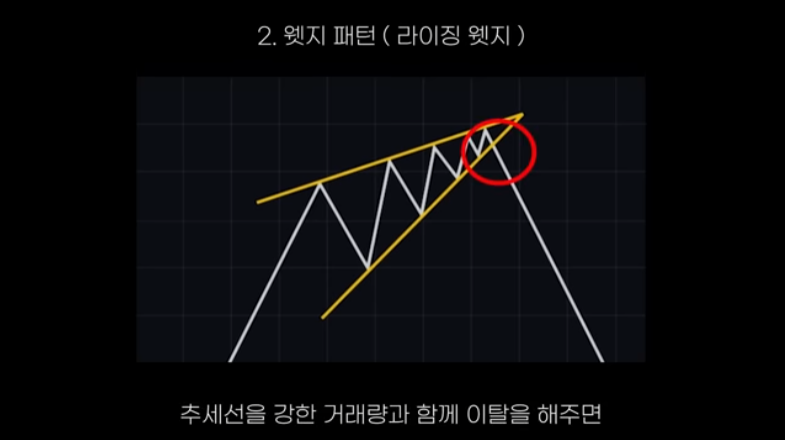 2. 웻지 패턴 ( 라이징 웻지 )
추세선을 강한 거래량과 함께 이탈을 해주면